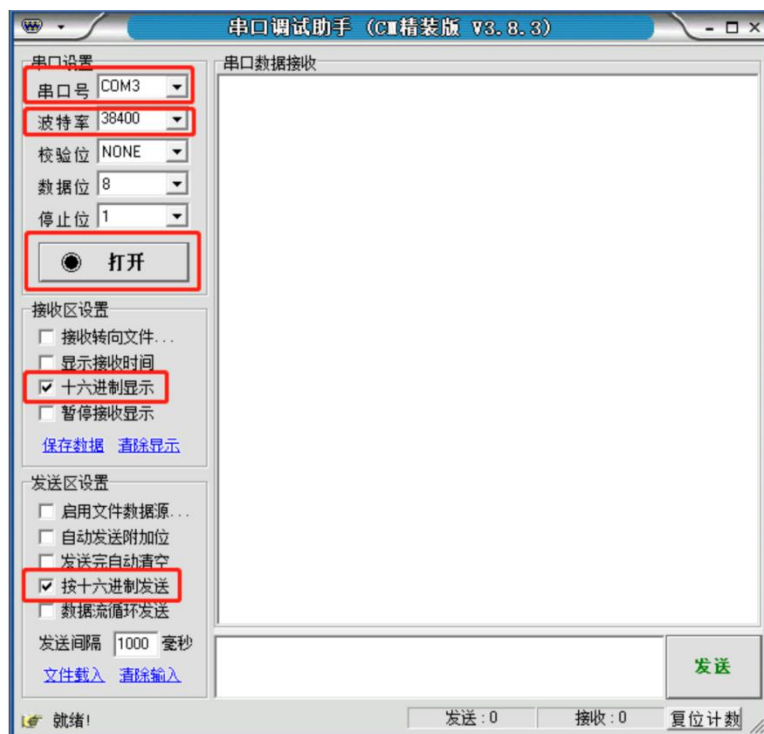 串口调试助手 (CM精装版 V3.8.3)
串口设置
串口号 COM3
波特率 38400
校验位 NONE
数据位 8
停止位 1
打开
接收区设置
接收转向文件...
显示接收时间
十六进制显示
暂停接收显示
保存数据 清除显示
发送区设置
启用文件数据源...
自动发送附加位
发送完自动清空
按十六进制发送
数据流循环发送
发送间隔 1000 毫秒
文件载入 清除输入
串口数据接收
发送
就绪!
发送:0
接收:0
复位计数